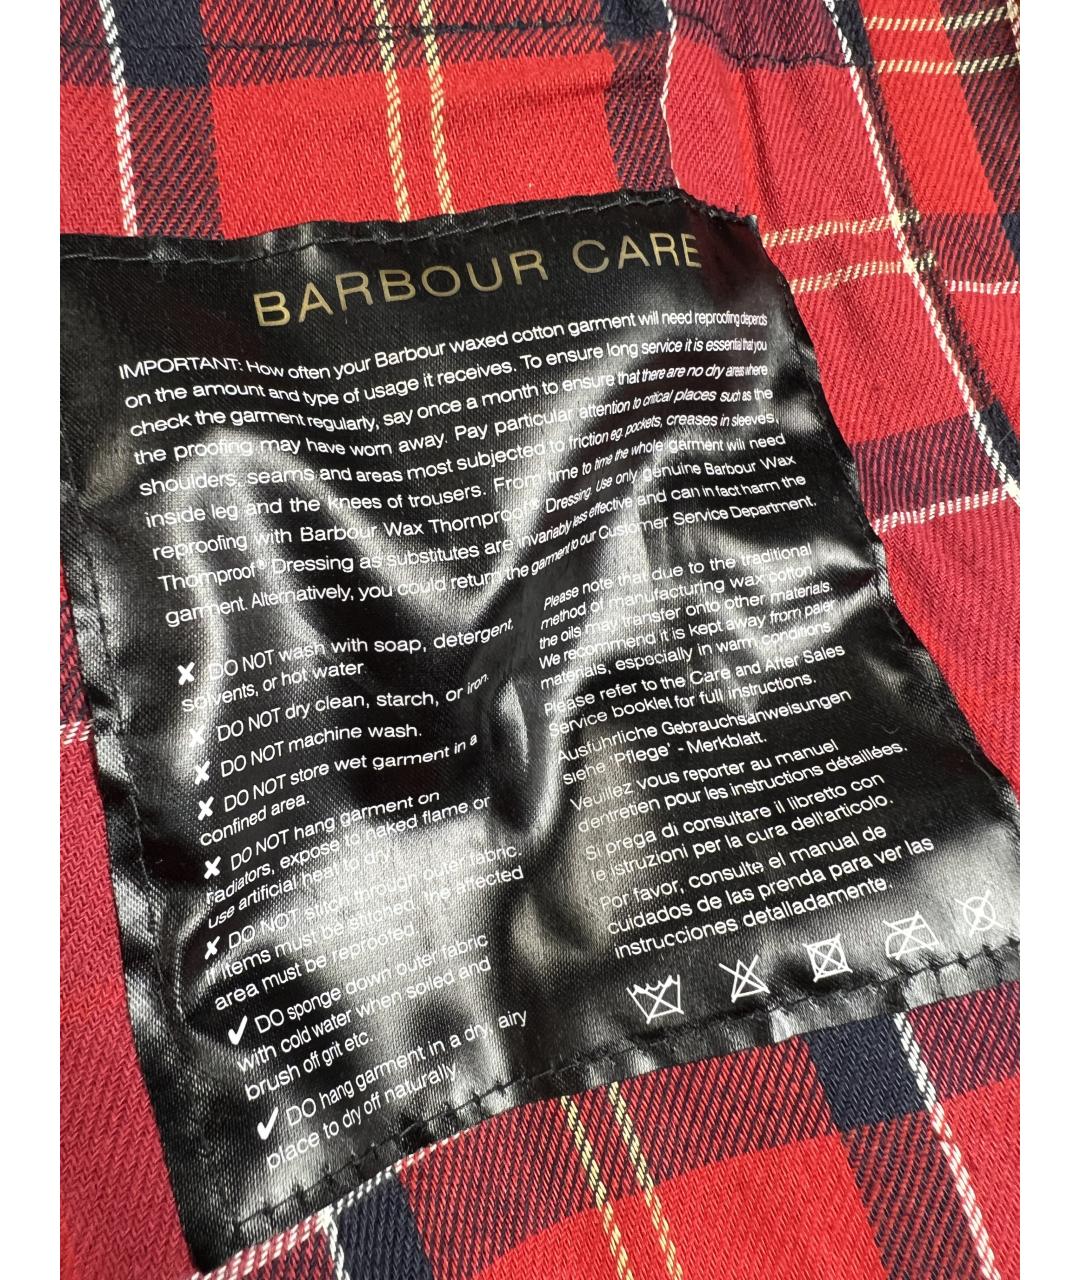 BARBOUR CARE
IMPORTANT: How often your Barbour waxed cotton garment will need reproofing depends
on the amount and type of usage it receives. To ensure long service it is essential that you
check the garment regularly, say once a month to ensure that there are no dry areas where
the proofing may have worn away. Pay particular attention to critical places such as the
shoulders, seams and areas most subjected to friction eg. pockets, creases in sleeves,
inside leg and the knees of trousers. From time to time the whole garment will need
reproofing with Barbour Wax Thornproof Dressing. Use only genuine Barbour Wax
Thornproof® Dressing as substitutes are invariably less effective and can in fact harm the
garment. Alternatively, you could return the garment to our Customer Service Department.
✘ DO NOT wash with soap, detergent,
solvents, or hot water
✘ DO NOT dry clean, starch, or iron.
✘ DO NOT machine wash.
✘ DO NOT store wet garment in a
confined area.
✘ DO NOT hang garment on
radiators, expose to naked flame or
use artificial heat to dry
✘ DO NOT stitch through outer fabric.
If items must be stitched, the affected
area must be reproofed
✔ DO sponge down outer fabric
with cold water when soiled and
brush off grit etc.
✔ DO hang garment in a dry, airy
place to dry off naturally
Please note that due to the traditional
method of manufacturing wax cotton,
the oils may transfer onto other materials.
We recommend it is kept away from paler
materials, especially in warm conditions
Please refer to the Care and After Sales
Service booklet for full instructions.
Ausführliche Gebrauchsanweisungen
siehe 'Pflege' - Merkblatt.
Veuillez vous reporter au manuel
d'entretien pour les instructions détaillées.
Si prega di consultare il libretto con
le istruzioni per la cura dell'articolo.
Por favor, consulte el manual de
cuidados de las prenda para ver las
instrucciones detalladamente.